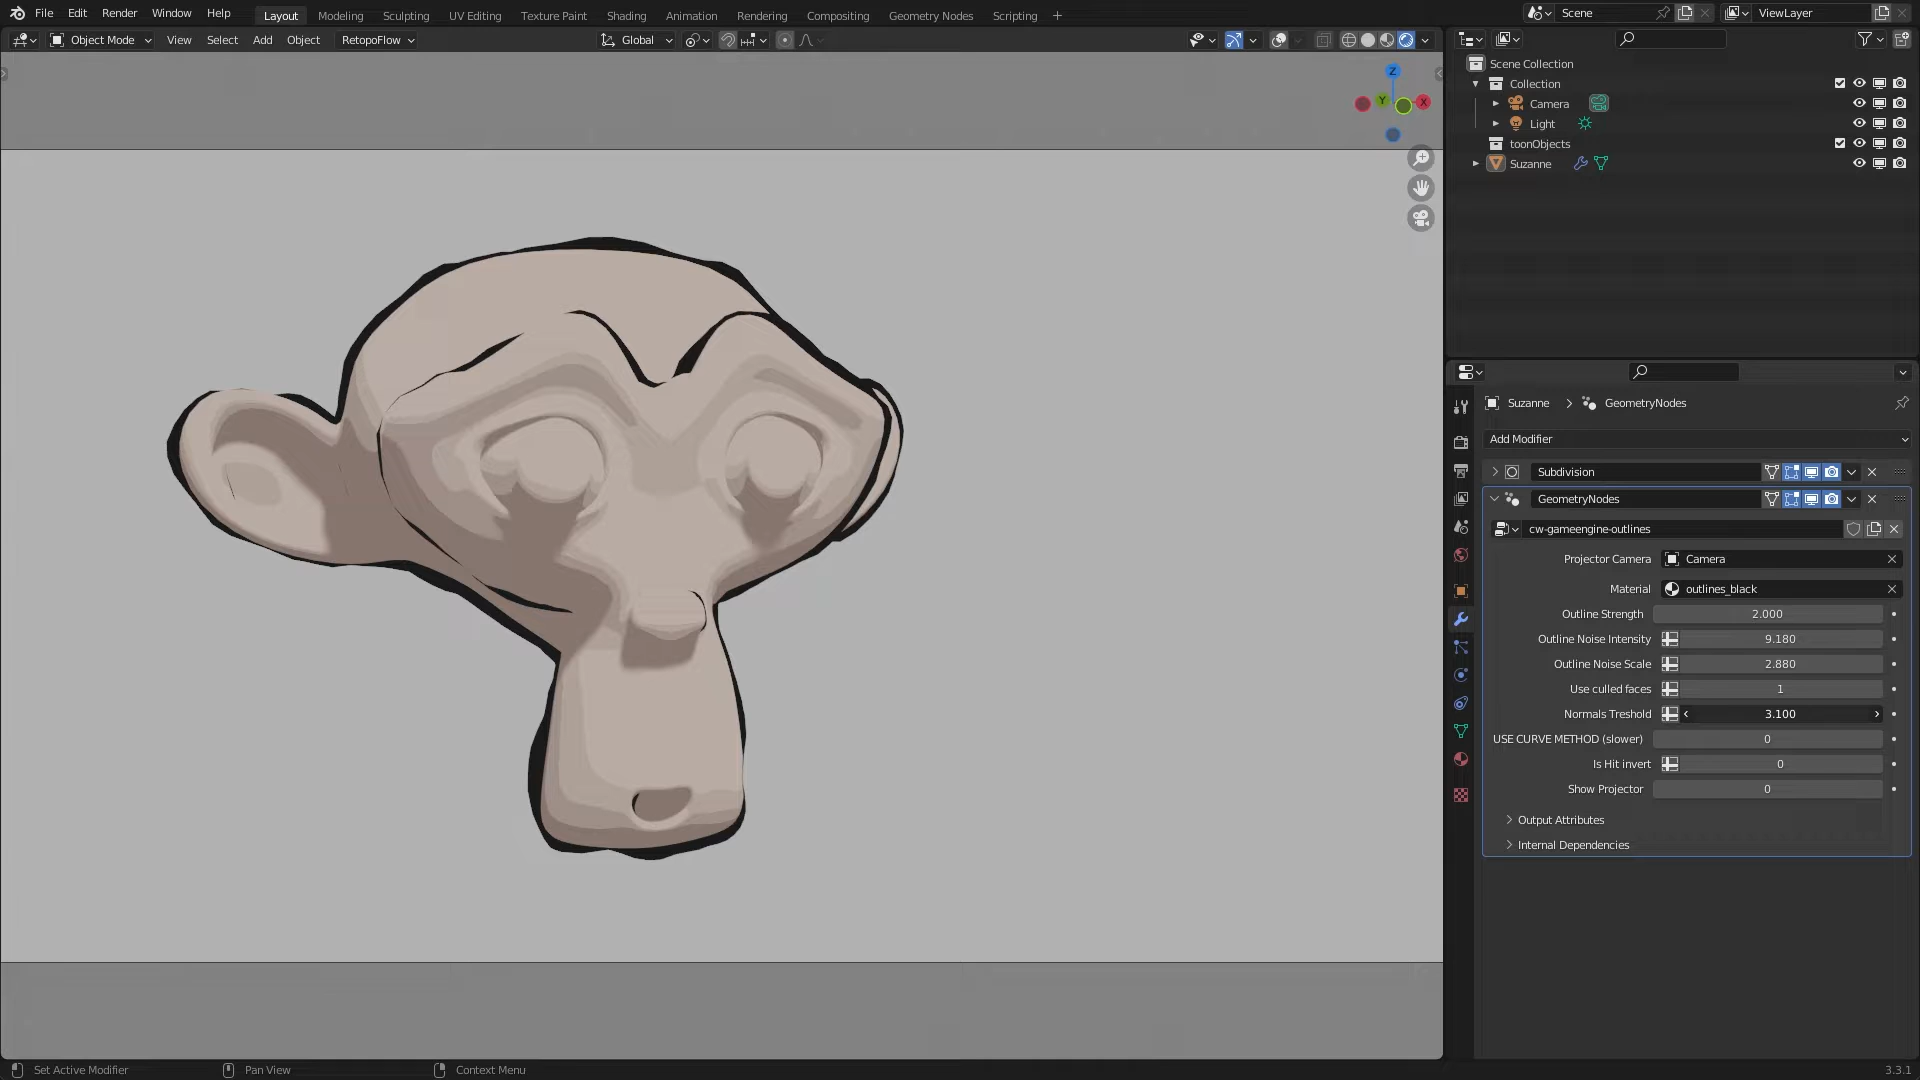 File Edit Render Window Help Layout Modeling Sculpting UV Editing Texture Paint Shading Animation Rendering Compositing Geometry Nodes Scripting + Scene ViewLayer
Object Mode View Select Add Object RetopoFlow Global
Z
Y X
Scene Collection
Collection
Camera
Light
toonObjects
Suzanne
Suzanne > GeometryNodes
Add Modifier
Subdivision
GeometryNodes
cw-gameengine-outlines
Projector Camera Camera
Material outlines_black
Outline Strength 2.000
Outline Noise Intensity 9.180
Outline Noise Scale 2.880
Use culled faces 1
Normals Treshold 3.100
USE CURVE METHOD (slower) 0
Is Hit invert 0
Show Projector 0
Output Attributes
Internal Dependencies
Set Active Modifier Pan View Context Menu 3.3.1